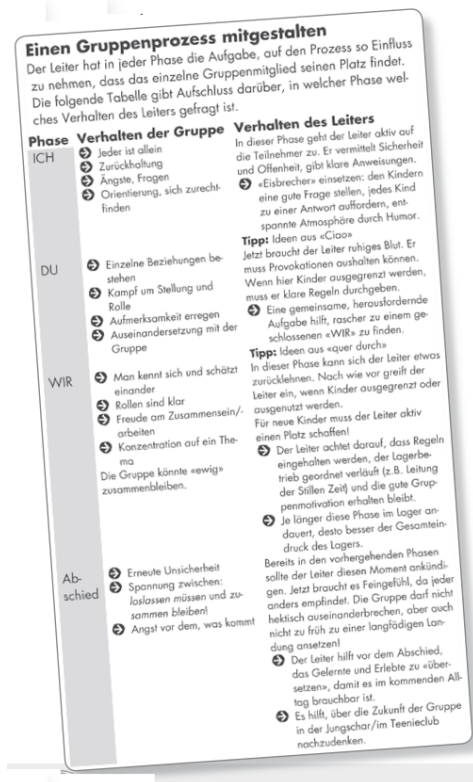 Einen Gruppenprozess mitgestalten
Der Leiter hat in jeder Phase die Aufgabe, auf den Prozess so Einfluss
zu nehmen, dass das einzelne Gruppenmitglied seinen Platz findet.
Die folgende Tabelle gibt Aufschluss darüber, in welcher Phase wel-
ches Verhalten des Leiters gefragt ist.
Phase Verhalten der Gruppe Verhalten des Leiters
ICH
Jeder ist allein
Zurückhaltung
Ängste, Fragen
Orientierung, sich zurecht-
finden
In dieser Phase geht der Leiter aktiv auf
die Teilnehmer zu. Er vermittelt Sicherheit
und Offenheit, gibt klare Anweisungen.
«Eisbrecher» einsetzen: den Kindern
eine gute Frage stellen, jedes Kind
zu einer Antwort auffordern, ent-
spannte Atmosphäre durch Humor.
Tipp: Ideen aus «Ciao»
DU
Einzelne Beziehungen be-
stehen
Kampf um Stellung und
Rolle
Aufmerksamkeit erregen
Auseinandersetzung mit der
Gruppe
Jetzt braucht der Leiter ruhiges Blut. Er
muss Provokationen aushalten können.
Wenn hier Kinder ausgegrenzt werden,
muss er klare Regeln durchgeben.
Eine gemeinsame, herausfordernde
Aufgabe hilft, rascher zu einem ge-
schlossenen «WIR» zu finden.
Tipp: Ideen aus «quer durch»
WIR
Man kennt sich und schätzt
einander
Rollen sind klar
Freude am Zusammensein/-
arbeiten
Konzentration auf ein The-
ma
Die Gruppe könnte «ewig»
zusammenbleiben.
In dieser Phase kann sich der Leiter etwas
zurücklehnen. Nach wie vor greift der
Leiter ein, wenn Kinder ausgegrenzt oder
ausgenutzt werden.
Für neue Kinder muss der Leiter aktiv
einen Platz schaffen!
Der Leiter achtet darauf, dass Regeln
eingehalten werden, der Lagerbe-
trieb geordnet verläuft (z.B. Leitung
der Stillen Zeit) und die gute Grup-
penmotivation erhalten bleibt.
Je länger diese Phase im Lager an-
dauert, desto besser der Gesamtein-
druck des Lagers.
Ab-
schied
Erneute Unsicherheit
Spannung zwischen:
loslassen müssen und zu-
sammen bleiben!
Angst vor dem, was kommt
Bereits in den vorhergehenden Phasen
sollte der Leiter diesen Moment ankündi-
gen. Jetzt braucht es Feingefühl, da jeder
anders empfindet. Die Gruppe darf nicht
hektisch auseinanderbrechen, aber auch
nicht zu früh zu einer langfädigen Lan-
dung ansetzen!
Der Leiter hilft vor dem Abschied,
das Gelernte und Erlebte zu «über-
setzen», damit es im kommenden All-
tag brauchbar ist.
Es hilft, über die Zukunft der Gruppe
in der Jungschar/im Teenieclub
nachzudenken.